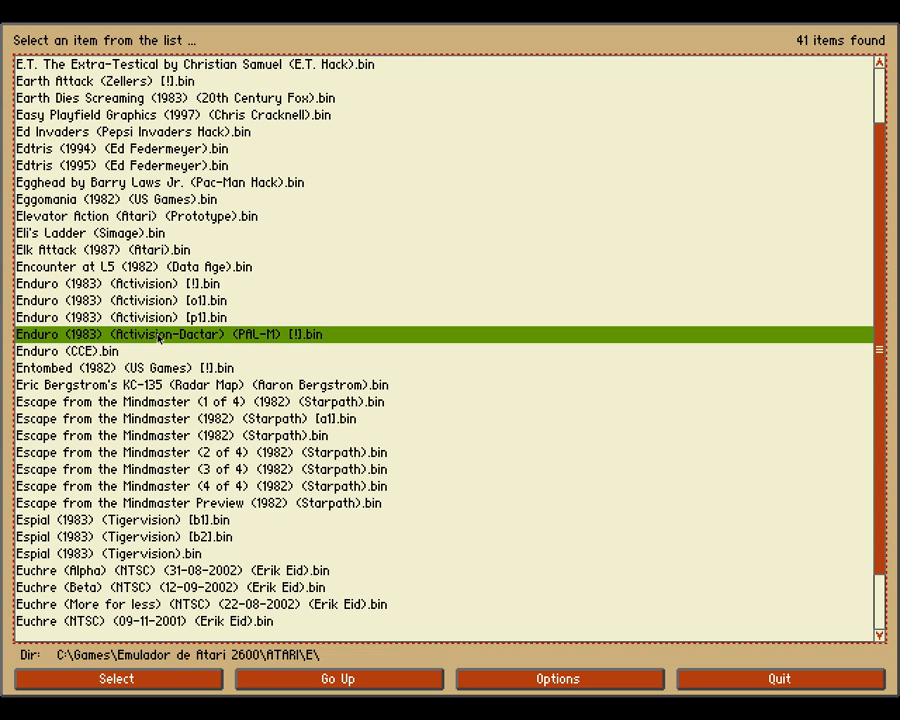 Select an item from the list ... 41 items found
E.T. The Extra-Testical by Christian Samuel (E.T. Hack).bin
Earth Attack (Zellers) [!].bin
Earth Dies Screaming (1983) (20th Century Fox).bin
Easy Playfield Graphics (1997) (Chris Cracknell).bin
Ed Invaders (Pepsi Invaders Hack).bin
Edtris (1994) (Ed Federmeyer).bin
Edtris (1995) (Ed Federmeyer).bin
Egghead by Barry Laws Jr. (Pac-Man Hack).bin
Eggomania (1982) (US Games).bin
Elevator Action (Atari) (Prototype).bin
Eli's Ladder (Simage).bin
Elk Attack (1987) (Atari).bin
Encounter at L5 (1982) (Data Age).bin
Enduro (1983) (Activision) [!].bin
Enduro (1983) (Activision) [o1].bin
Enduro (1983) (Activision) [p1].bin
Enduro (1983) (Activision-Dactar) (PAL-M) [!].bin
Enduro (CCE).bin
Entombed (1982) (US Games) [!].bin
Eric Bergstrom's KC-135 (Radar Map) (Aaron Bergstrom).bin
Escape from the Mindmaster (1 of 4) (1982) (Starpath).bin
Escape from the Mindmaster (1982) (Starpath) [a1].bin
Escape from the Mindmaster (1982) (Starpath).bin
Escape from the Mindmaster (2 of 4) (1982) (Starpath).bin
Escape from the Mindmaster (3 of 4) (1982) (Starpath).bin
Escape from the Mindmaster (4 of 4) (1982) (Starpath).bin
Escape from the Mindmaster Preview (1982) (Starpath).bin
Espial (1983) (Tigervision) [b1].bin
Espial (1983) (Tigervision) [b2].bin
Espial (1983) (Tigervision).bin
Euchre (Alpha) (NTSC) (31-08-2002) (Erik Eid).bin
Euchre (Beta) (NTSC) (12-09-2002) (Erik Eid).bin
Euchre (More for less) (NTSC) (22-08-2002) (Erik Eid).bin
Euchre (NTSC) (09-11-2001) (Erik Eid).bin
Dir: C:\Games\Emulador de Atari 2600\ATARI\E\
Select Go Up Options Quit